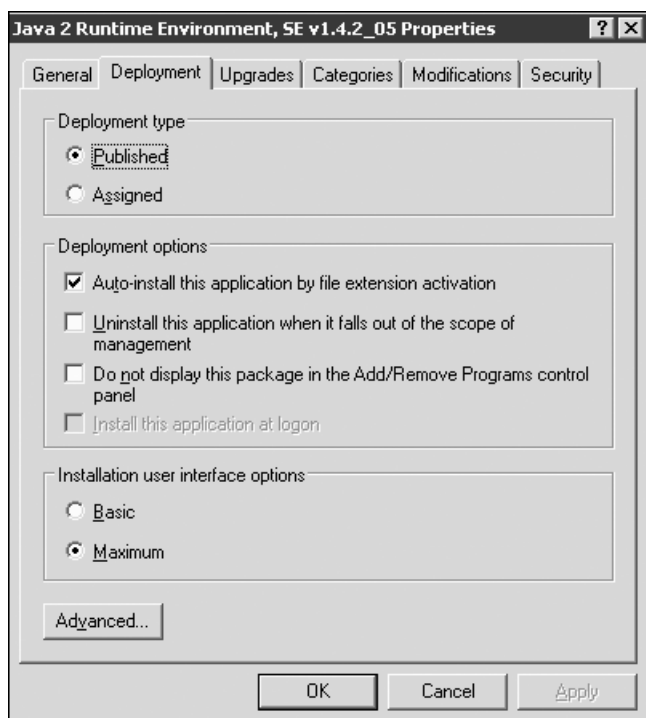 Java 2 Runtime Environment, SE v1.4.2_05 Properties
General Deployment Upgrades Categories Modifications Security
Deployment type
Published
Assigned
Deployment options
Auto-install this application by file extension activation
Uninstall this application when it falls out of the scope of
management
Do not display this package in the Add/Remove Programs control
panel
Install this application at logon
Installation user interface options
Basic
Maximum
Advanced...
OK Cancel Apply